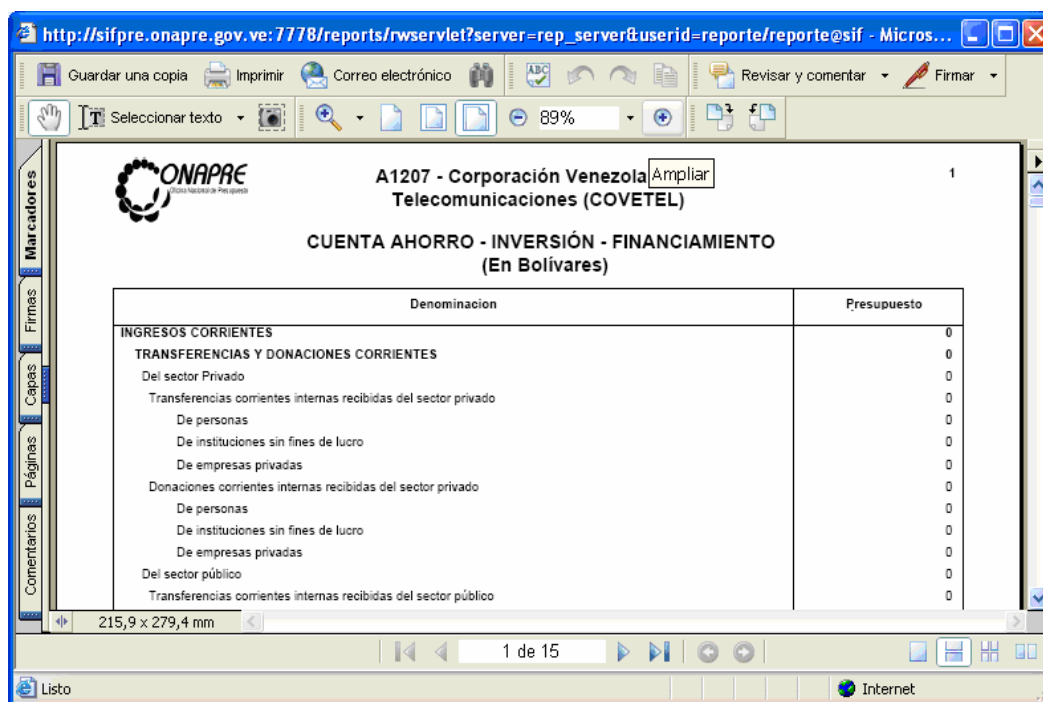 http://sifpre.onapre.gov.ve:7778/reports/rwservlet?server=rep_server&userid=reporte/reporte@sif - Micros...
Guardar una copia Imprimir Correo electrónico ABC Revisar y comentar Firmar
T Seleccionar texto 89%
Ampliar
ONAPRE
Oficina Nacional de Presupuesto
A1207 - Corporación Venezola
Telecomunicaciones (COVETEL)
1
CUENTA AHORRO - INVERSIÓN - FINANCIAMIENTO
(En Bolívares)
Denominacion Presupuesto
INGRESOS CORRIENTES 0
TRANSFERENCIAS Y DONACIONES CORRIENTES 0
Del sector Privado 0
Transferencias corrientes internas recibidas del sector privado 0
De personas 0
De instituciones sin fines de lucro 0
De empresas privadas 0
Donaciones corrientes internas recibidas del sector privado 0
De personas 0
De instituciones sin fines de lucro 0
De empresas privadas 0
Del sector público 0
Transferencias corrientes internas recibidas del sector público 0
Marcadores
Firmas
Capas
Páginas
Comentarios
215,9 x 279,4 mm
1 de 15
Listo Internet